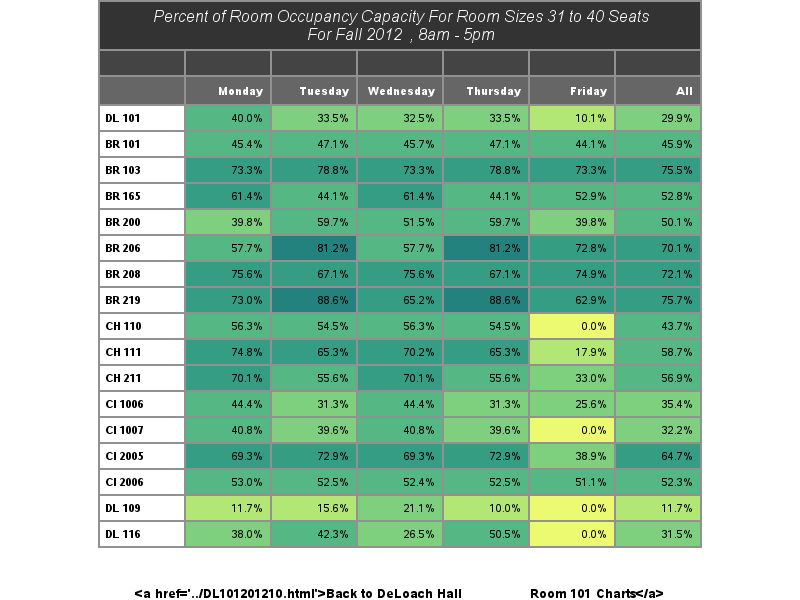 Percent of Room Occupancy Capacity For Room Sizes 31 to 40 Seats
For Fall 2012 , 8am - 5pm
Monday Tuesday Wednesday Thursday Friday All
DL 101 40.0% 33.5% 32.5% 33.5% 10.1% 29.9%
BR 101 45.4% 47.1% 45.7% 47.1% 44.1% 45.9%
BR 103 73.3% 78.8% 73.3% 78.8% 73.3% 75.5%
BR 165 61.4% 44.1% 61.4% 44.1% 52.9% 52.8%
BR 200 39.8% 59.7% 51.5% 59.7% 39.8% 50.1%
BR 206 57.7% 81.2% 57.7% 81.2% 72.8% 70.1%
BR 208 75.6% 67.1% 75.6% 67.1% 74.9% 72.1%
BR 219 73.0% 88.6% 65.2% 88.6% 62.9% 75.7%
CH 110 56.3% 54.5% 56.3% 54.5% 0.0% 43.7%
CH 111 74.8% 65.3% 70.2% 65.3% 17.9% 58.7%
CH 211 70.1% 55.6% 70.1% 55.6% 33.0% 56.9%
CI 1006 44.4% 31.3% 44.4% 31.3% 25.6% 35.4%
CI 1007 40.8% 39.6% 40.8% 39.6% 0.0% 32.2%
CI 2005 69.3% 72.9% 69.3% 72.9% 38.9% 64.7%
CI 2006 53.0% 52.5% 52.4% 52.5% 51.1% 52.3%
DL 109 11.7% 15.6% 21.1% 10.0% 0.0% 11.7%
DL 116 38.0% 42.3% 26.5% 50.5% 0.0% 31.5%
<a href='../DL101201210.html'>Back to DeLoach Hall Room 101 Charts</a>